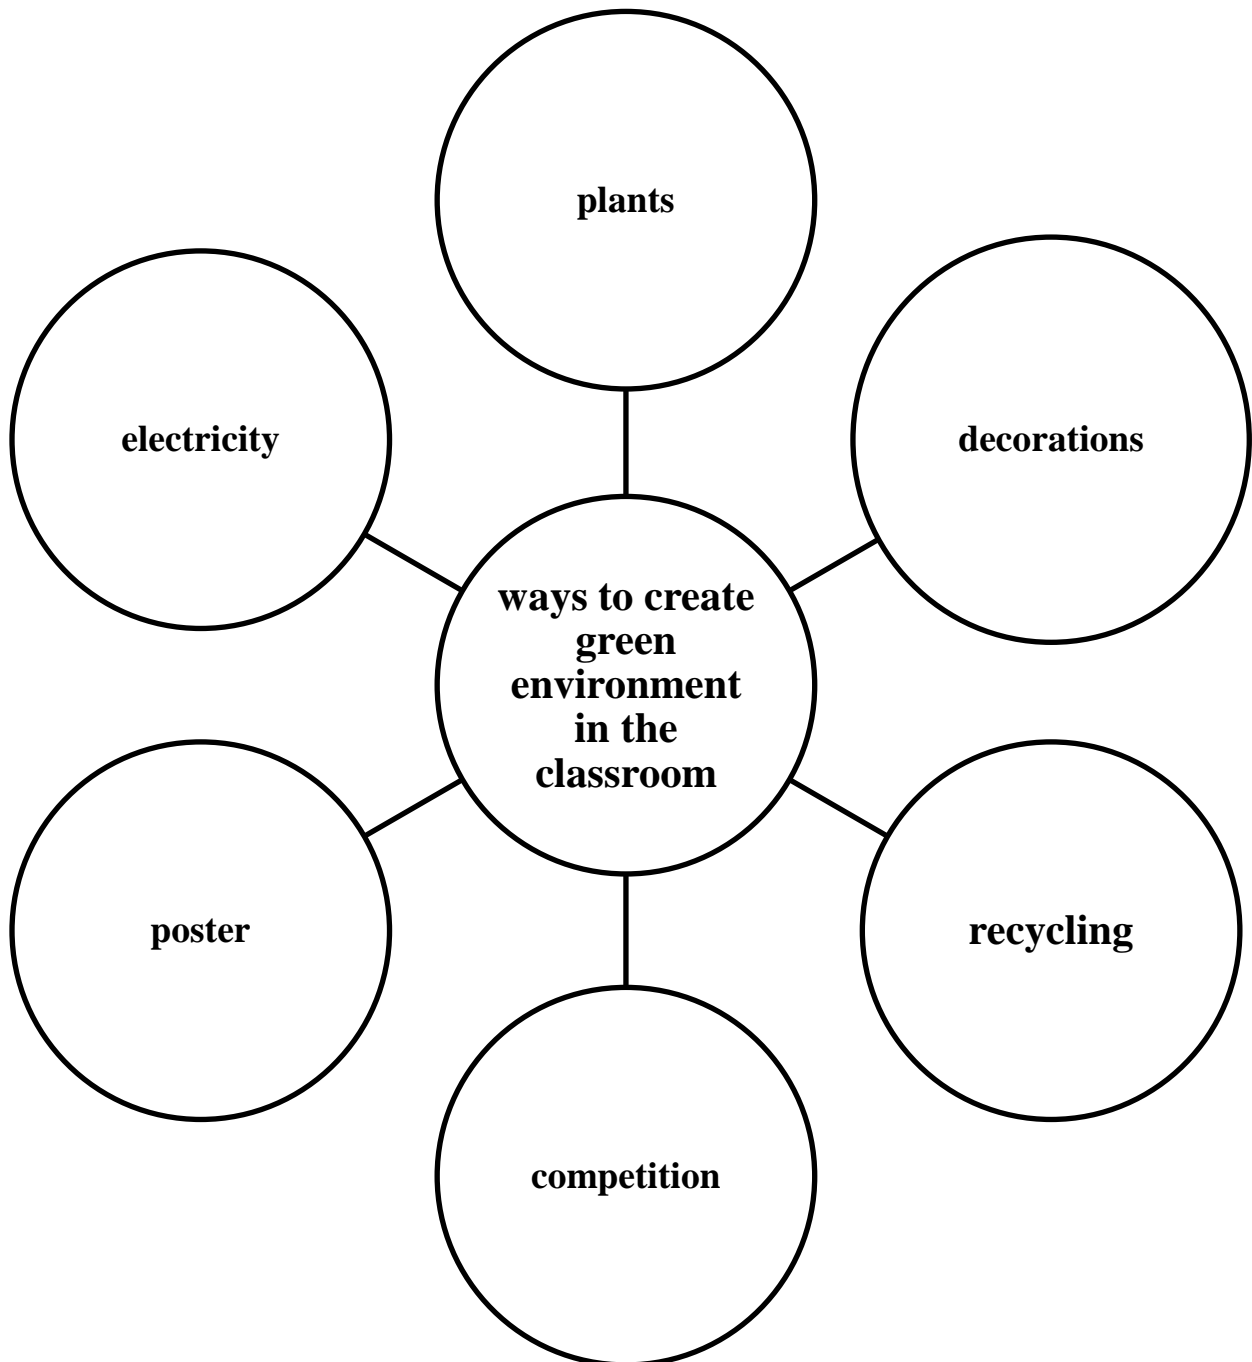 plants
electricity
decorations
ways to create
green
environment
in the
classroom
poster
recycling
competition